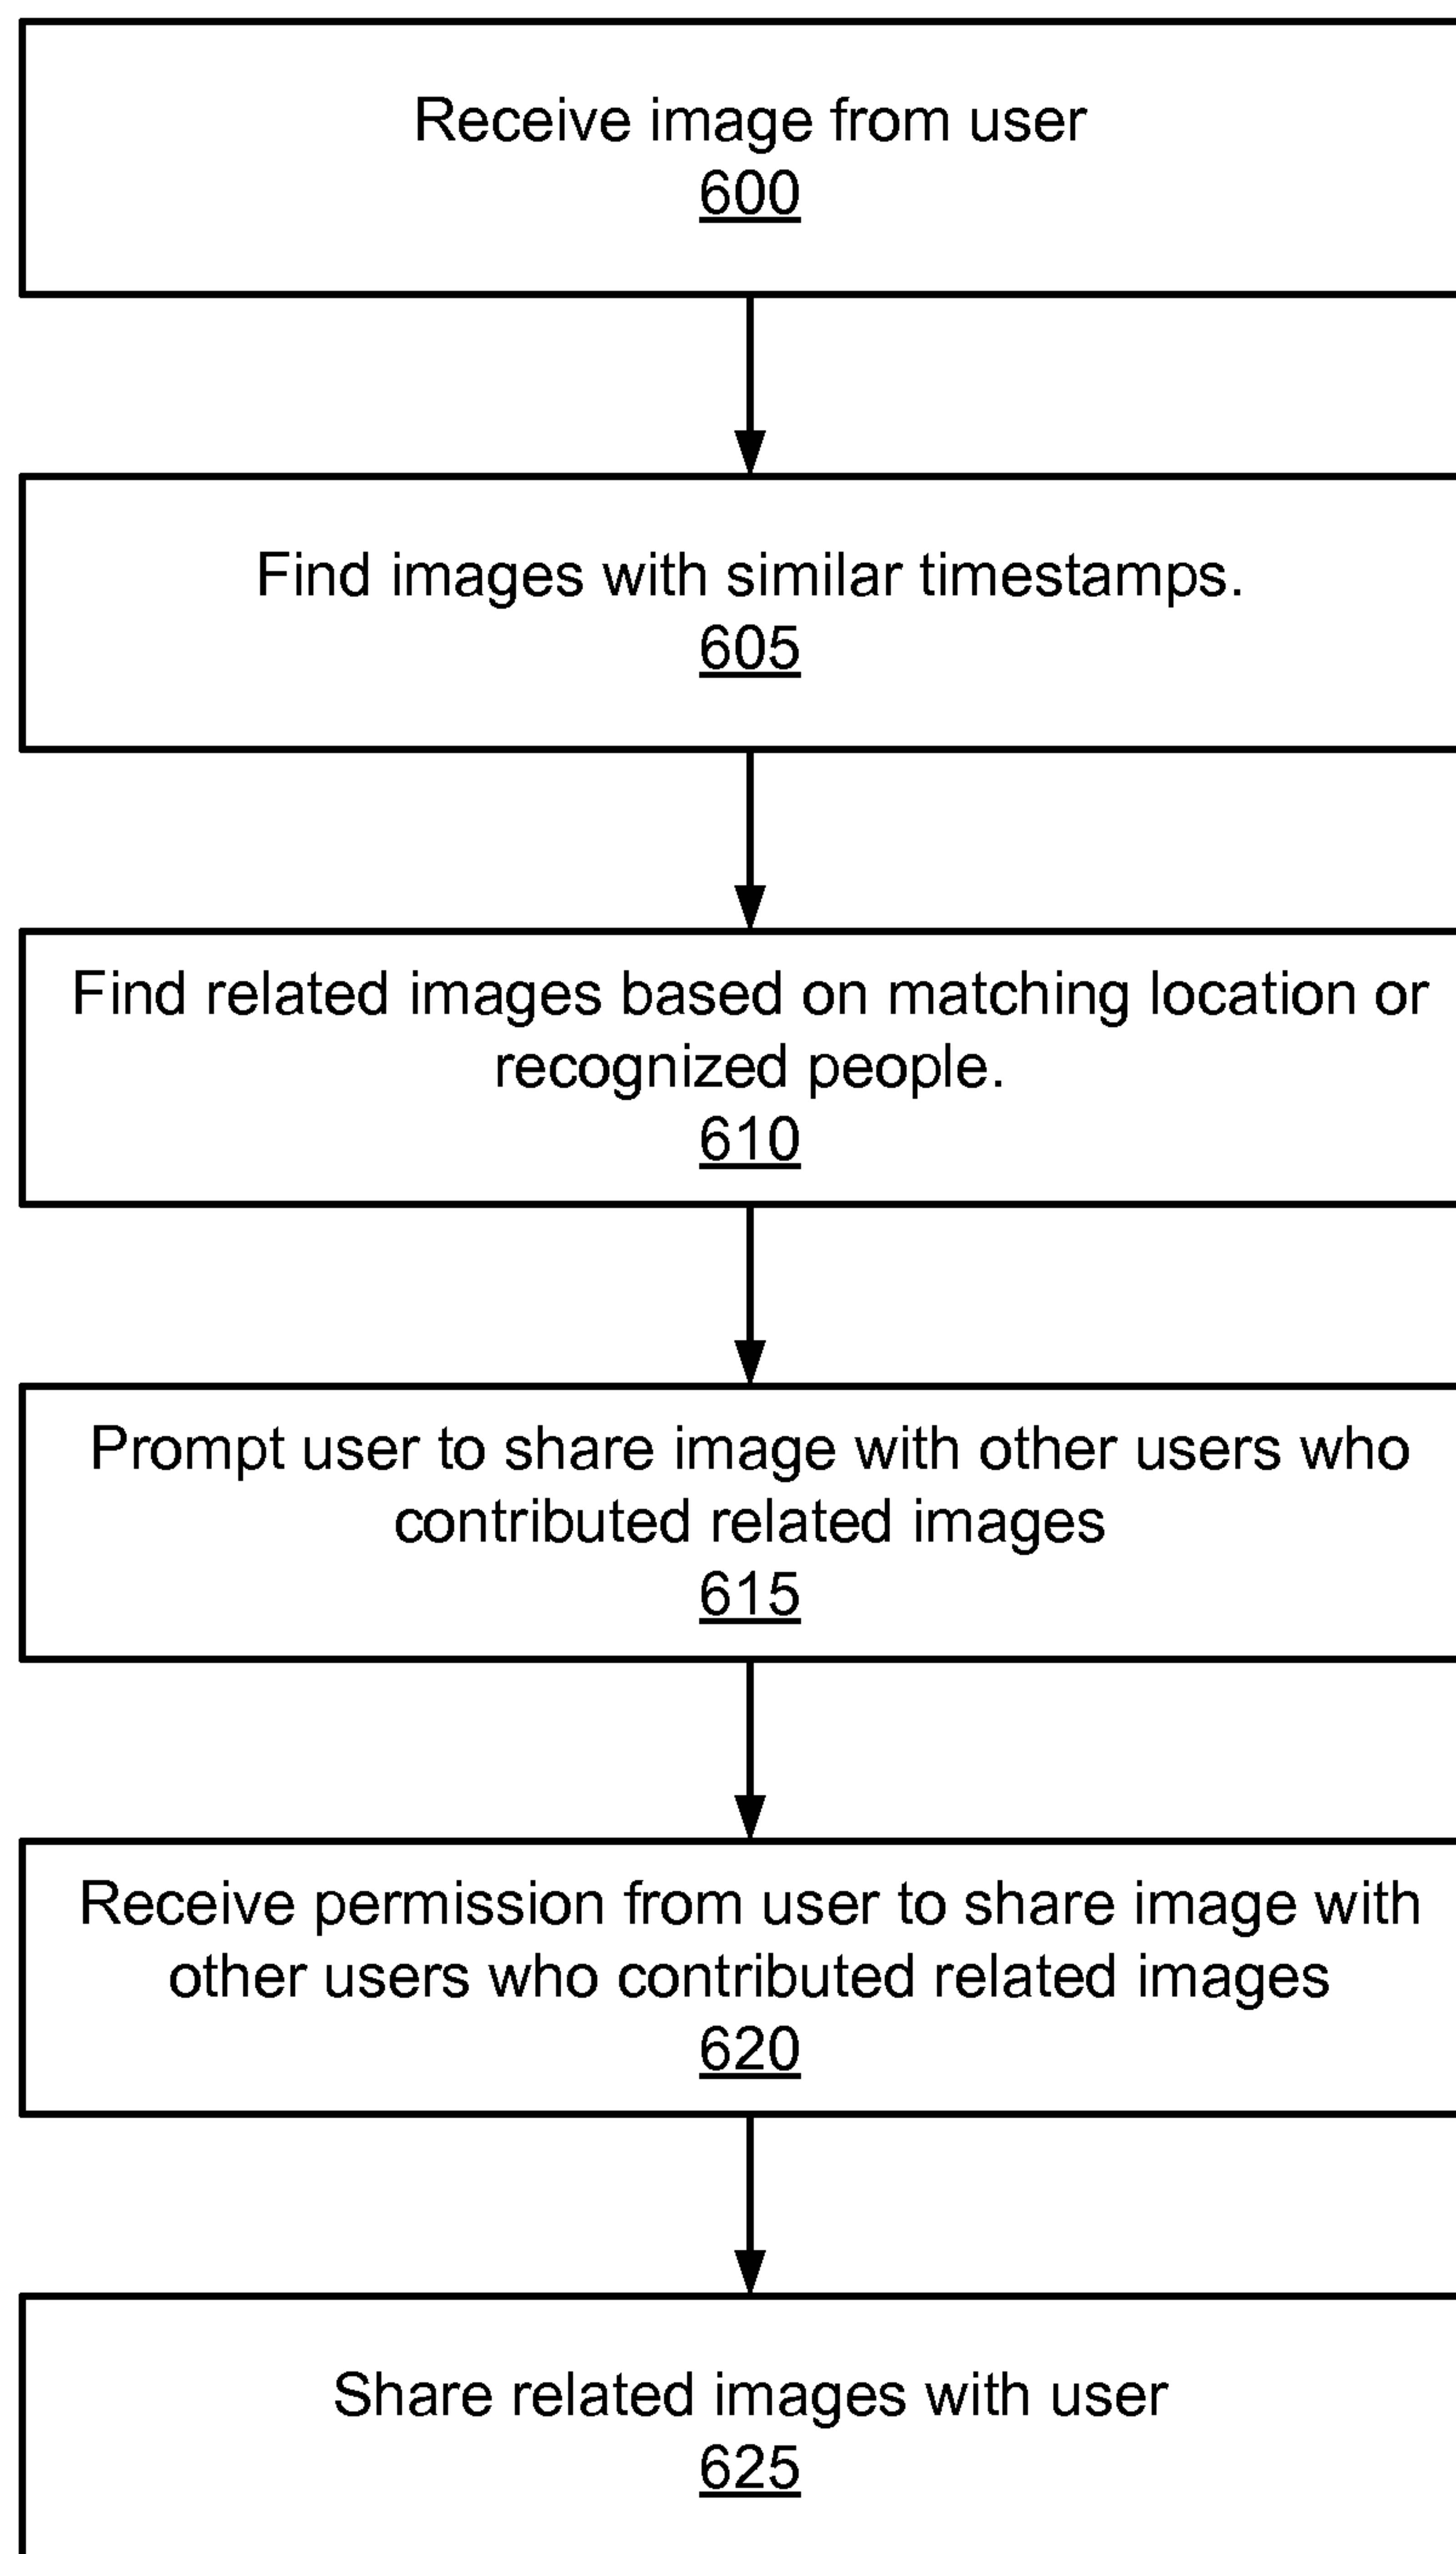 Receive image from user
600
Find images with similar timestamps.
605
Find related images based on matching location or
recognized people.
610
Prompt user to share image with other users who
contributed related images
615
Receive permission from user to share image with
other users who contributed related images
620
Share related images with user
625